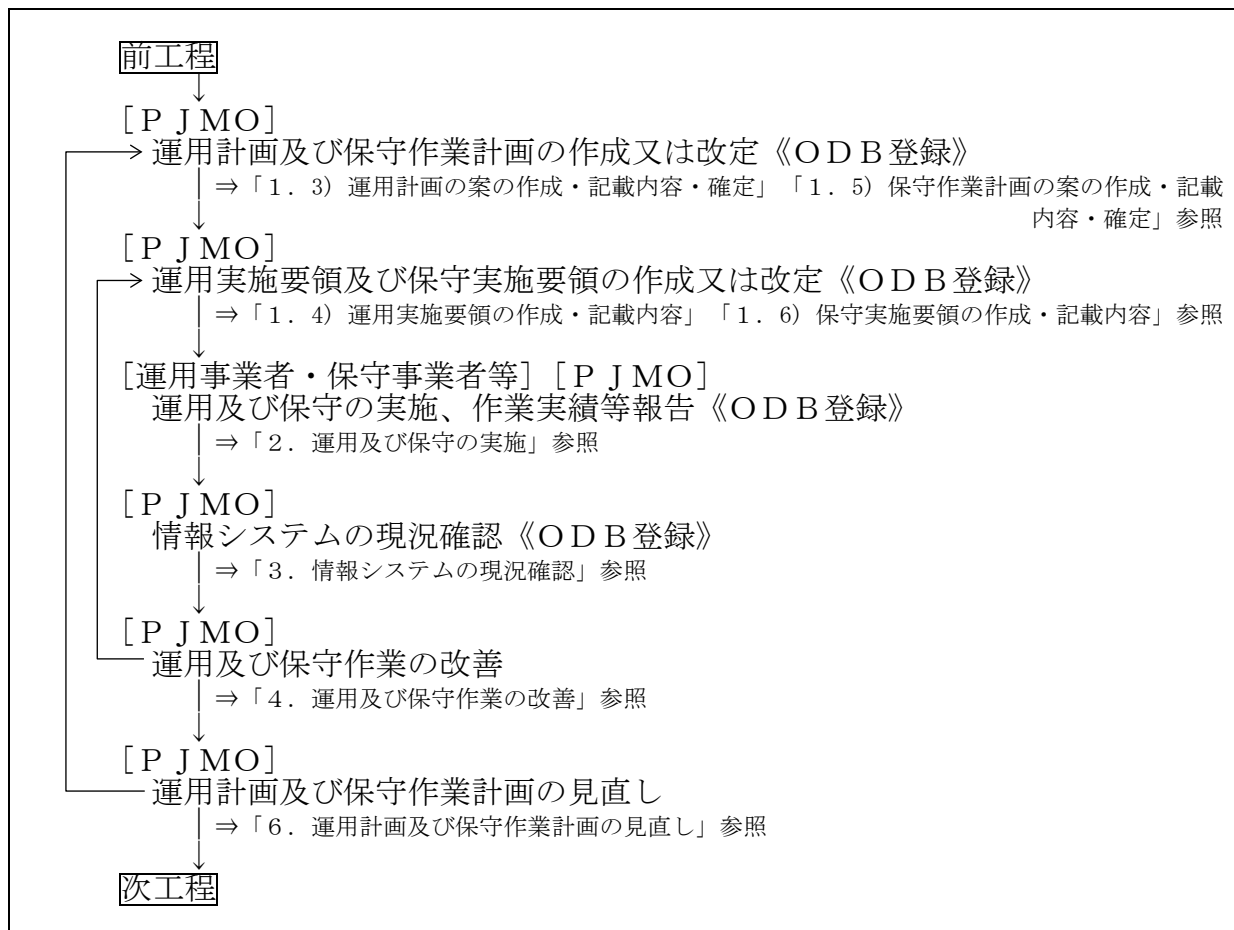 前工程
［ＰＪＭＯ］
運用計画及び保守作業計画の作成又は改定《ＯＤＢ登録》
⇒「１．３）運用計画の案の作成・記載内容・確定」「１．５）保守作業計画の案の作成・記載
内容・確定」参照
［ＰＪＭＯ］
運用実施要領及び保守実施要領の作成又は改定《ＯＤＢ登録》
⇒「１．４）運用実施要領の作成・記載内容」「１．６）保守実施要領の作成・記載内容」参照
［運用事業者・保守事業者等］［ＰＪＭＯ］
運用及び保守の実施、作業実績等報告《ＯＤＢ登録》
⇒「２．運用及び保守の実施」参照
［ＰＪＭＯ］
情報システムの現況確認《ＯＤＢ登録》
⇒「３．情報システムの現況確認」参照
［ＰＪＭＯ］
運用及び保守作業の改善
⇒「４．運用及び保守作業の改善」参照
［ＰＪＭＯ］
運用計画及び保守作業計画の見直し
⇒「６．運用計画及び保守作業計画の見直し」参照
次工程